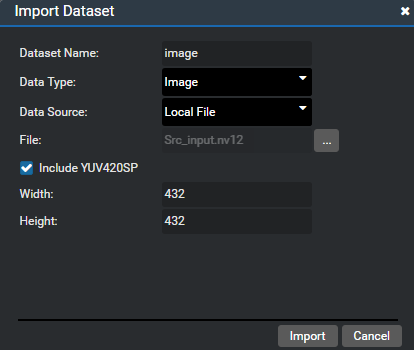 Import Dataset
Dataset Name: image
Data Type: Image
Data Source: Local File
File: Src_input.nv12 ...
Include YUV420SP
Width: 432
Height: 432
Import Cancel